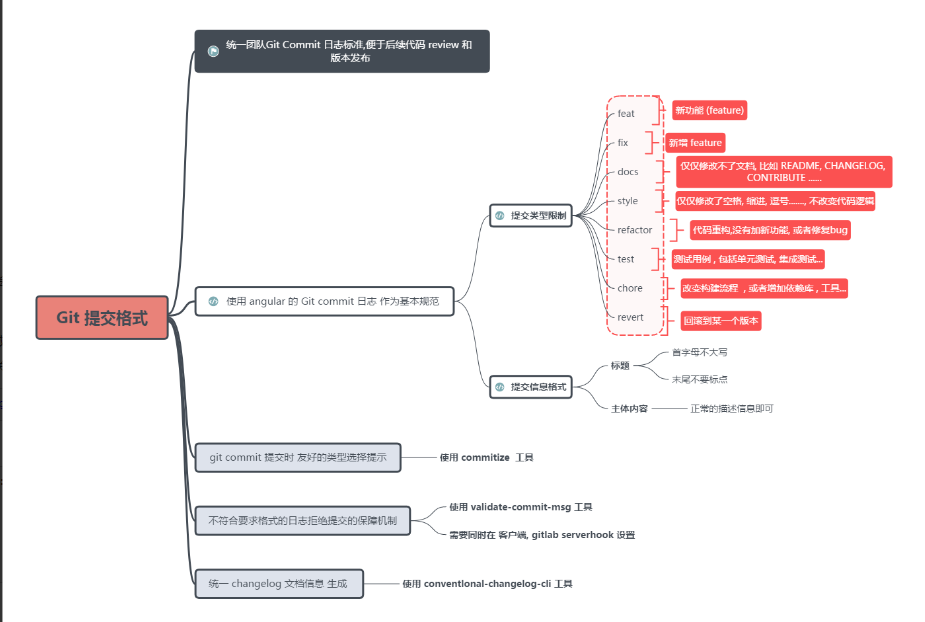 统一团队Git Commit 日志标准,便于后续代码 review 和
版本发布
feat
新功能 (feature)
fix
新增 feature
docs
仅仅修改不了文档, 比如 README, CHANGELOG,
CONTRIBUTE ......
style
仅仅修改了空格, 缩进, 逗号......, 不改变代码逻辑
提交类型限制
refactor
代码重构,没有加新功能, 或者修复bug
test
测试用例 , 包括单元测试, 集成测试...
chore
改变构建流程 , 或者增加依赖库 , 工具...
revert
回滚到某一个版本
使用 angular 的 Git commit 日志 作为基本规范
Git 提交格式
提交信息格式
标题
首字母不大写
末尾不要标点
主体内容
正常的描述信息即可
git commit 提交时 友好的类型选择提示
使用 commitize 工具
不符合要求格式的日志拒绝提交的保障机制
使用 validate-commit-msg 工具
需要同时在 客户端, gitlab serverhook 设置
统一 changelog 文档信息 生成
使用 conventlonal-changelog-cli 工具